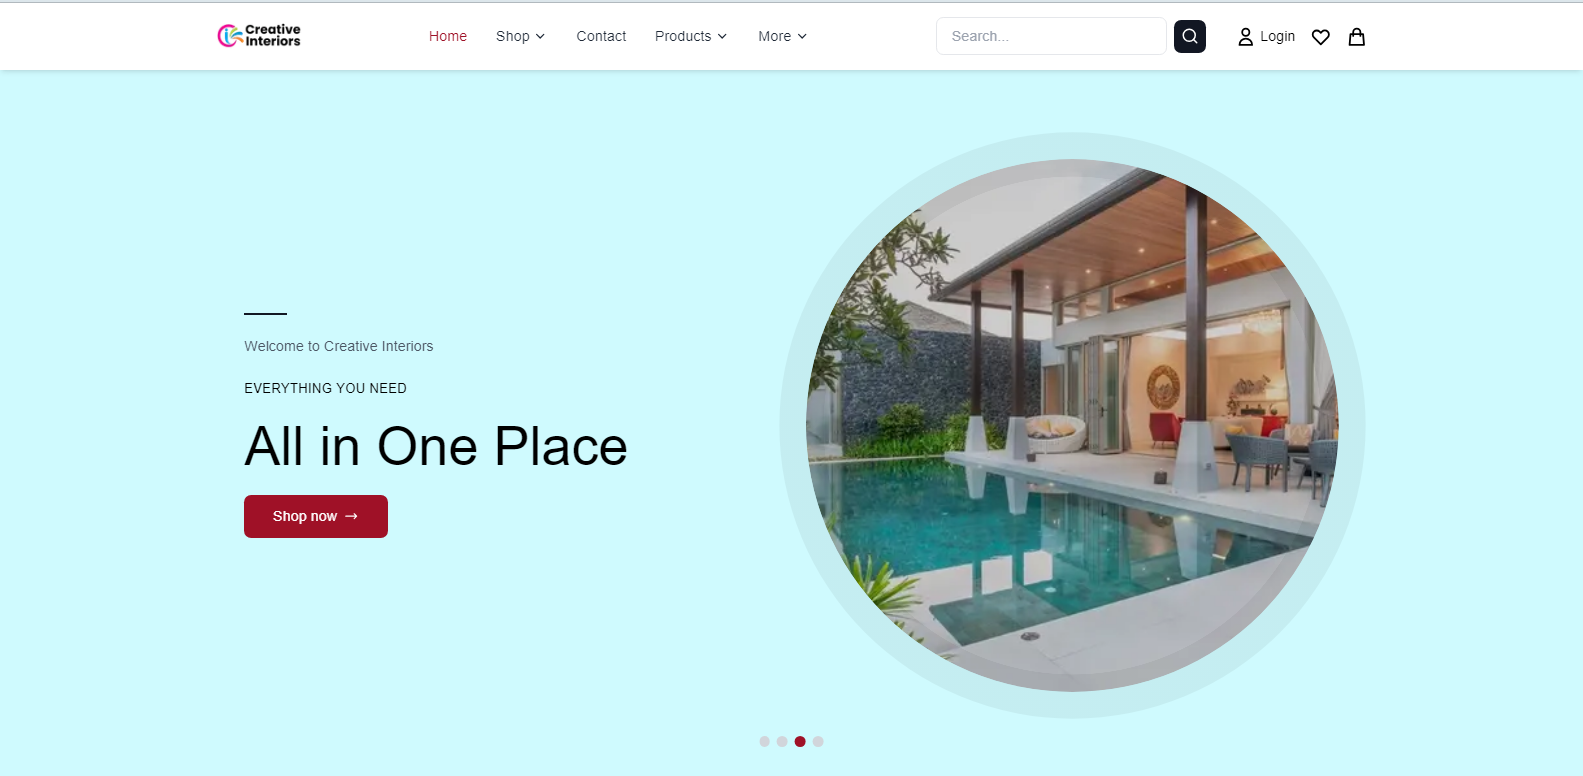 Creative
Interiors
Home
Shop
Contact
Products
More
Search...
Login
Welcome to Creative Interiors
EVERYTHING YOU NEED
All in One Place
Shop now →